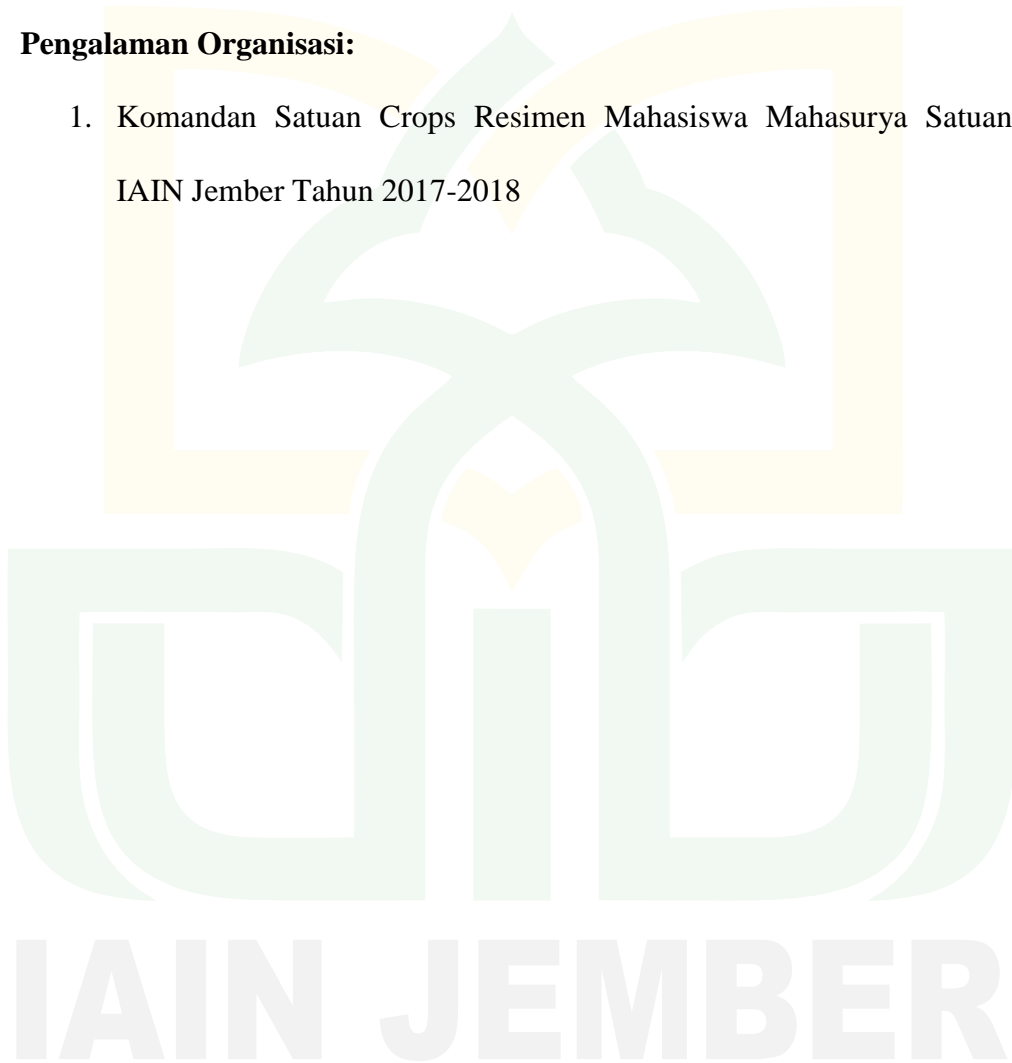 Pengalaman Organisasi:
1. Komandan Satuan Crops Resimen Mahasiswa Mahasurya Satuan
IAIN Jember Tahun 2017-2018
IAIN JEMBER